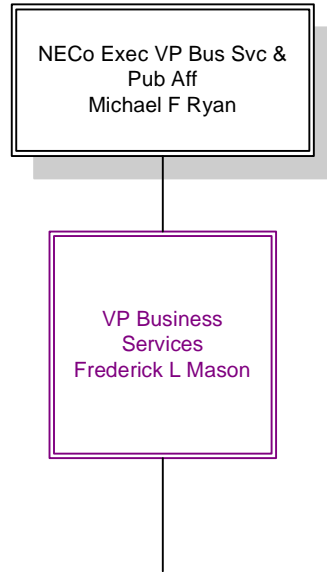 NECo Exec VP Bus Svc &
Pub Aff
Michael F Ryan
VP Business
Services
Frederick L Mason